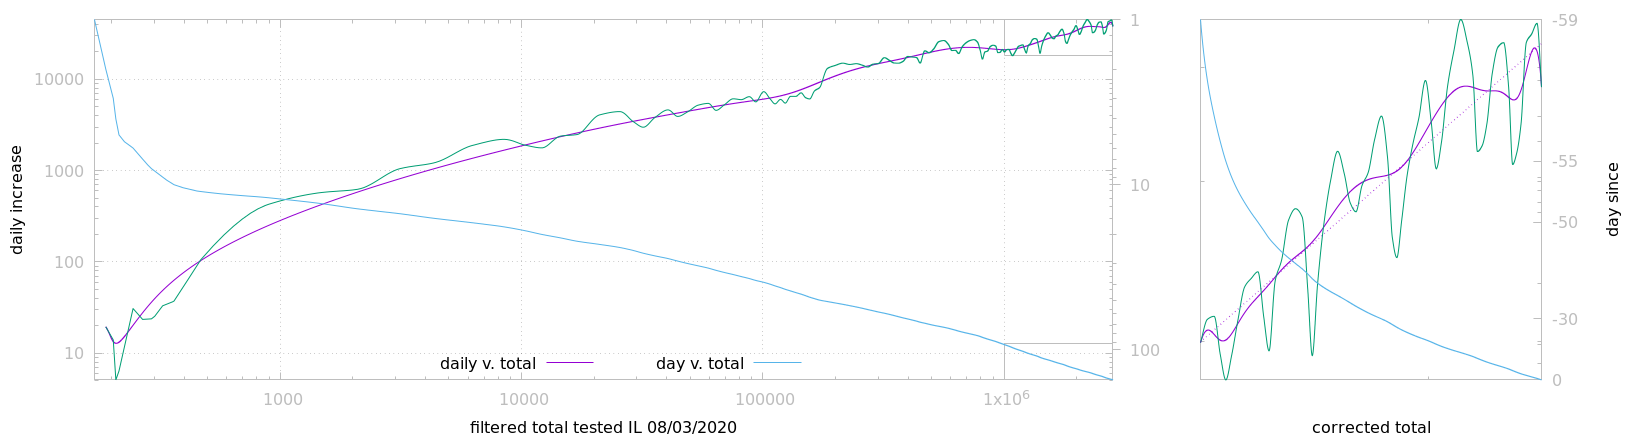 daily increase
10000
1000
100
10
1000
10000
100000
1x10^6
filtered total tested IL 08/03/2020
daily v. total
day v. total
1
10
100
-59
-55
-50
-30
0
day since
corrected total